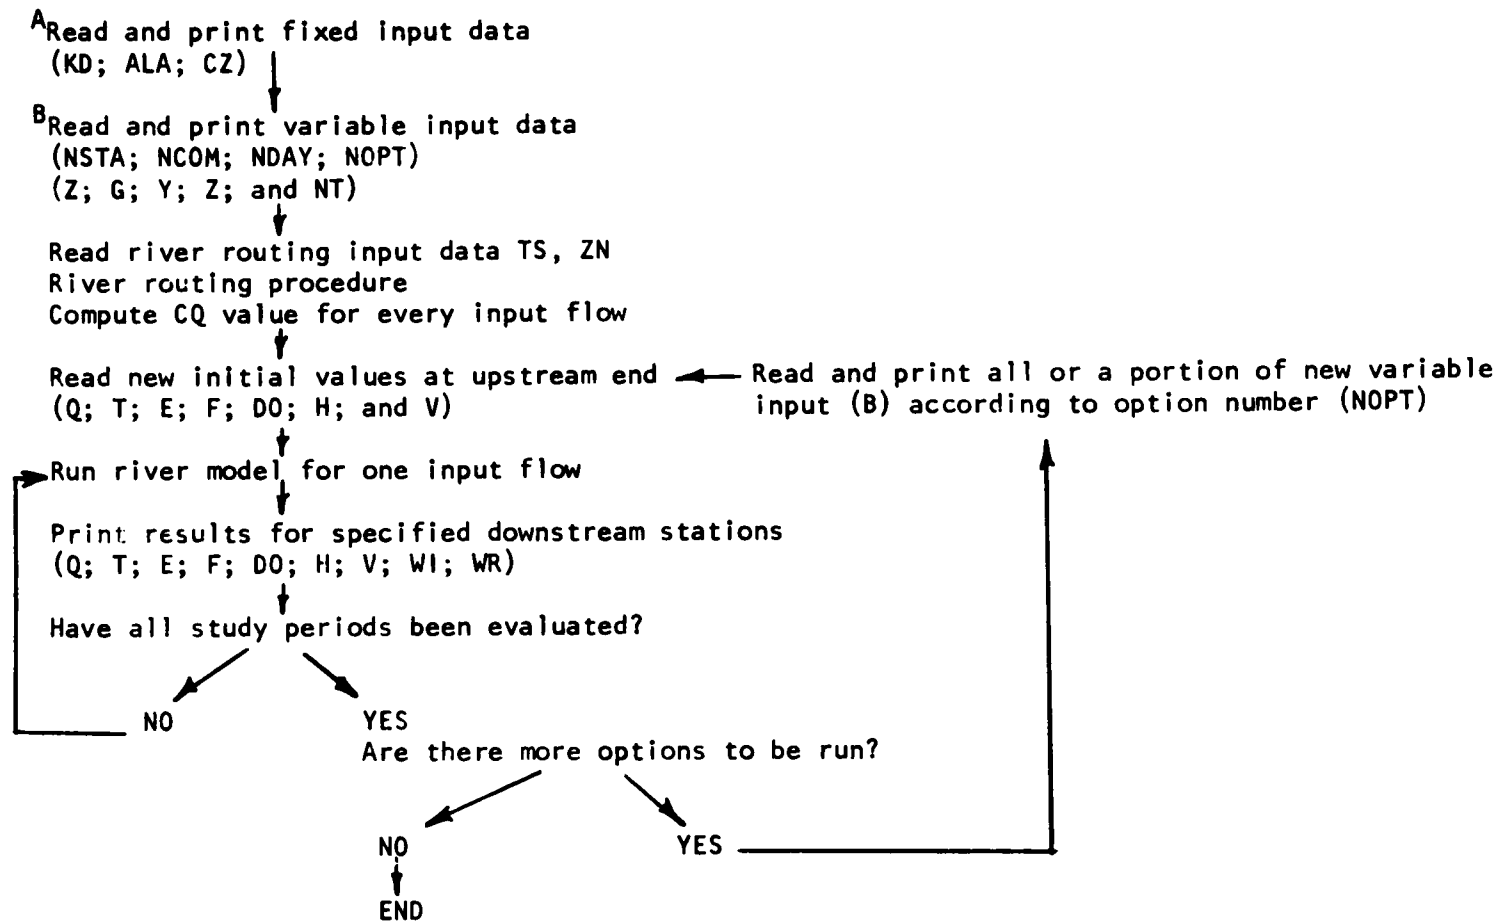 A Read and print fixed input data
(KD; ALA; CZ)
B Read and print variable input data
(NSTA; NCOM; NDAY; NOPT)
(Z; G; Y; Z; and NT)
Read river routing input data TS, ZN
River routing procedure
Compute CQ value for every input flow
Read new initial values at upstream end
(Q; T; E; F; DO; H; and V)
Read and print all or a portion of new variable
input (B) according to option number (NOPT)
Run river model for one input flow
Print results for specified downstream stations
(Q; T; E; F; DO; H; V; WI; WR)
Have all study periods been evaluated?
NO
YES
Are there more options to be run?
NO
YES
END